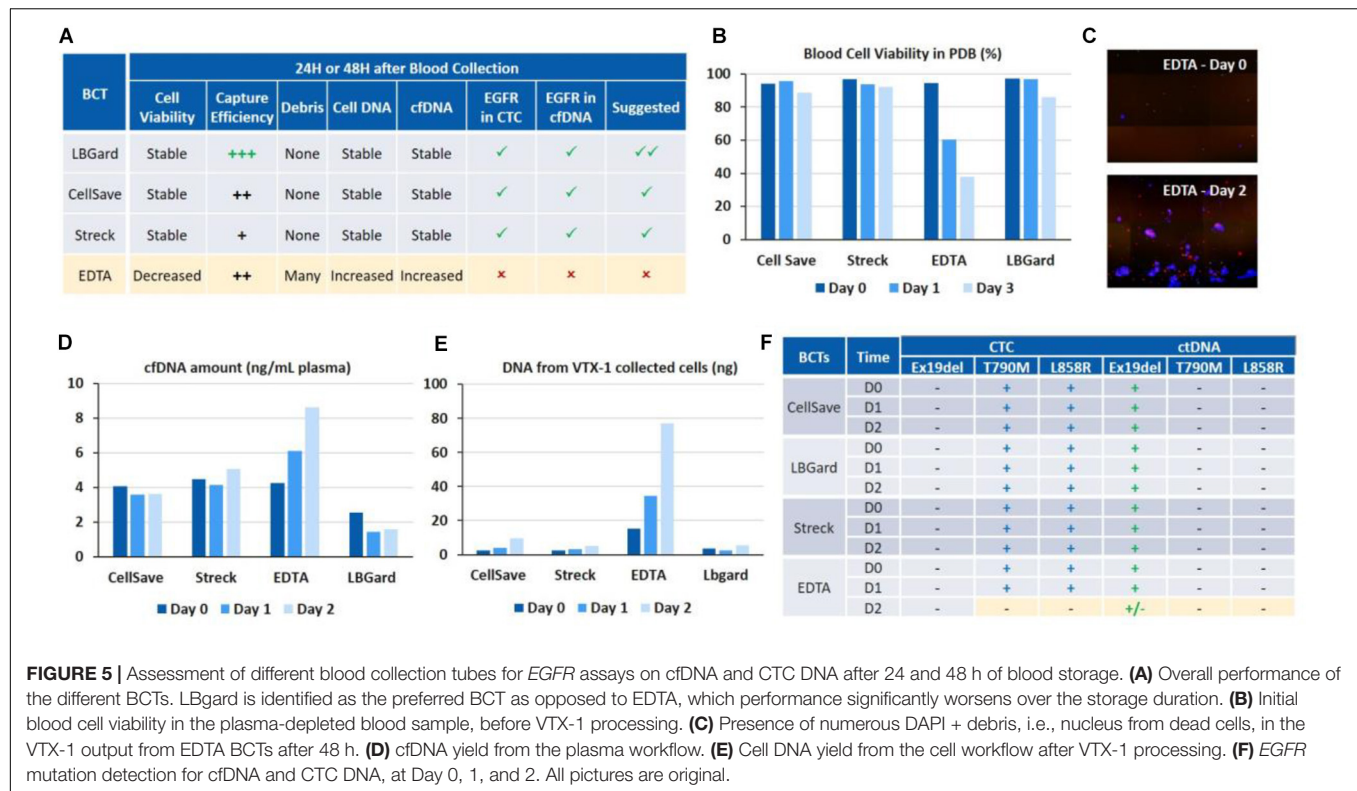 A
24H or 48H after Blood Collection
BCT Cell Viability Capture Efficiency Debris Cell DNA cfDNA EGFR in CTC EGFR in cfDNA Suggested
LBGard Stable +++ None Stable Stable ✓ ✓ ✓✓
CellSave Stable ++ None Stable Stable ✓ ✓ ✓
Streck Stable + None Stable Stable ✓ ✓ ✓
EDTA Decreased ++ Many Increased Increased × × ×
B
Blood Cell Viability in PDB (%)
100
80
60
40
20
0
Cell Save Streck EDTA LBGard
Day 0 Day 1 Day 3
C
EDTA - Day 0
EDTA - Day 2
D
cfDNA amount (ng/mL plasma)
10
8
6
4
2
0
CellSave Streck EDTA LBGard
Day 0 Day 1 Day 2
E
DNA from VTX-1 collected cells (ng)
100
80
60
40
20
0
CellSave Streck EDTA Lbgard
Day 0 Day 1 Day 2
F
BCTs Time CTC ctDNA
Ex19del T790M L858R Ex19del T790M L858R
CellSave D0 - + + + - -
D1 - + + + - -
D2 - + + + - -
LBGard D0 - + + + - -
D1 - + + + - -
D2 - + + + - -
Streck D0 - + + + - -
D1 - + + + - -
D2 - + + + - -
EDTA D0 - + + + - -
D1 - + + + - -
D2 - - - +/- - -
FIGURE 5 | Assessment of different blood collection tubes for EGFR assays on cfDNA and CTC DNA after 24 and 48 h of blood storage. (A) Overall performance of
the different BCTs. LBgard is identified as the preferred BCT as opposed to EDTA, which performance significantly worsens over the storage duration. (B) Initial
blood cell viability in the plasma-depleted blood sample, before VTX-1 processing. (C) Presence of numerous DAPI + debris, i.e., nucleus from dead cells, in the
VTX-1 output from EDTA BCTs after 48 h. (D) cfDNA yield from the plasma workflow. (E) Cell DNA yield from the cell workflow after VTX-1 processing. (F) EGFR
mutation detection for cfDNA and CTC DNA, at Day 0, 1, and 2. All pictures are original.